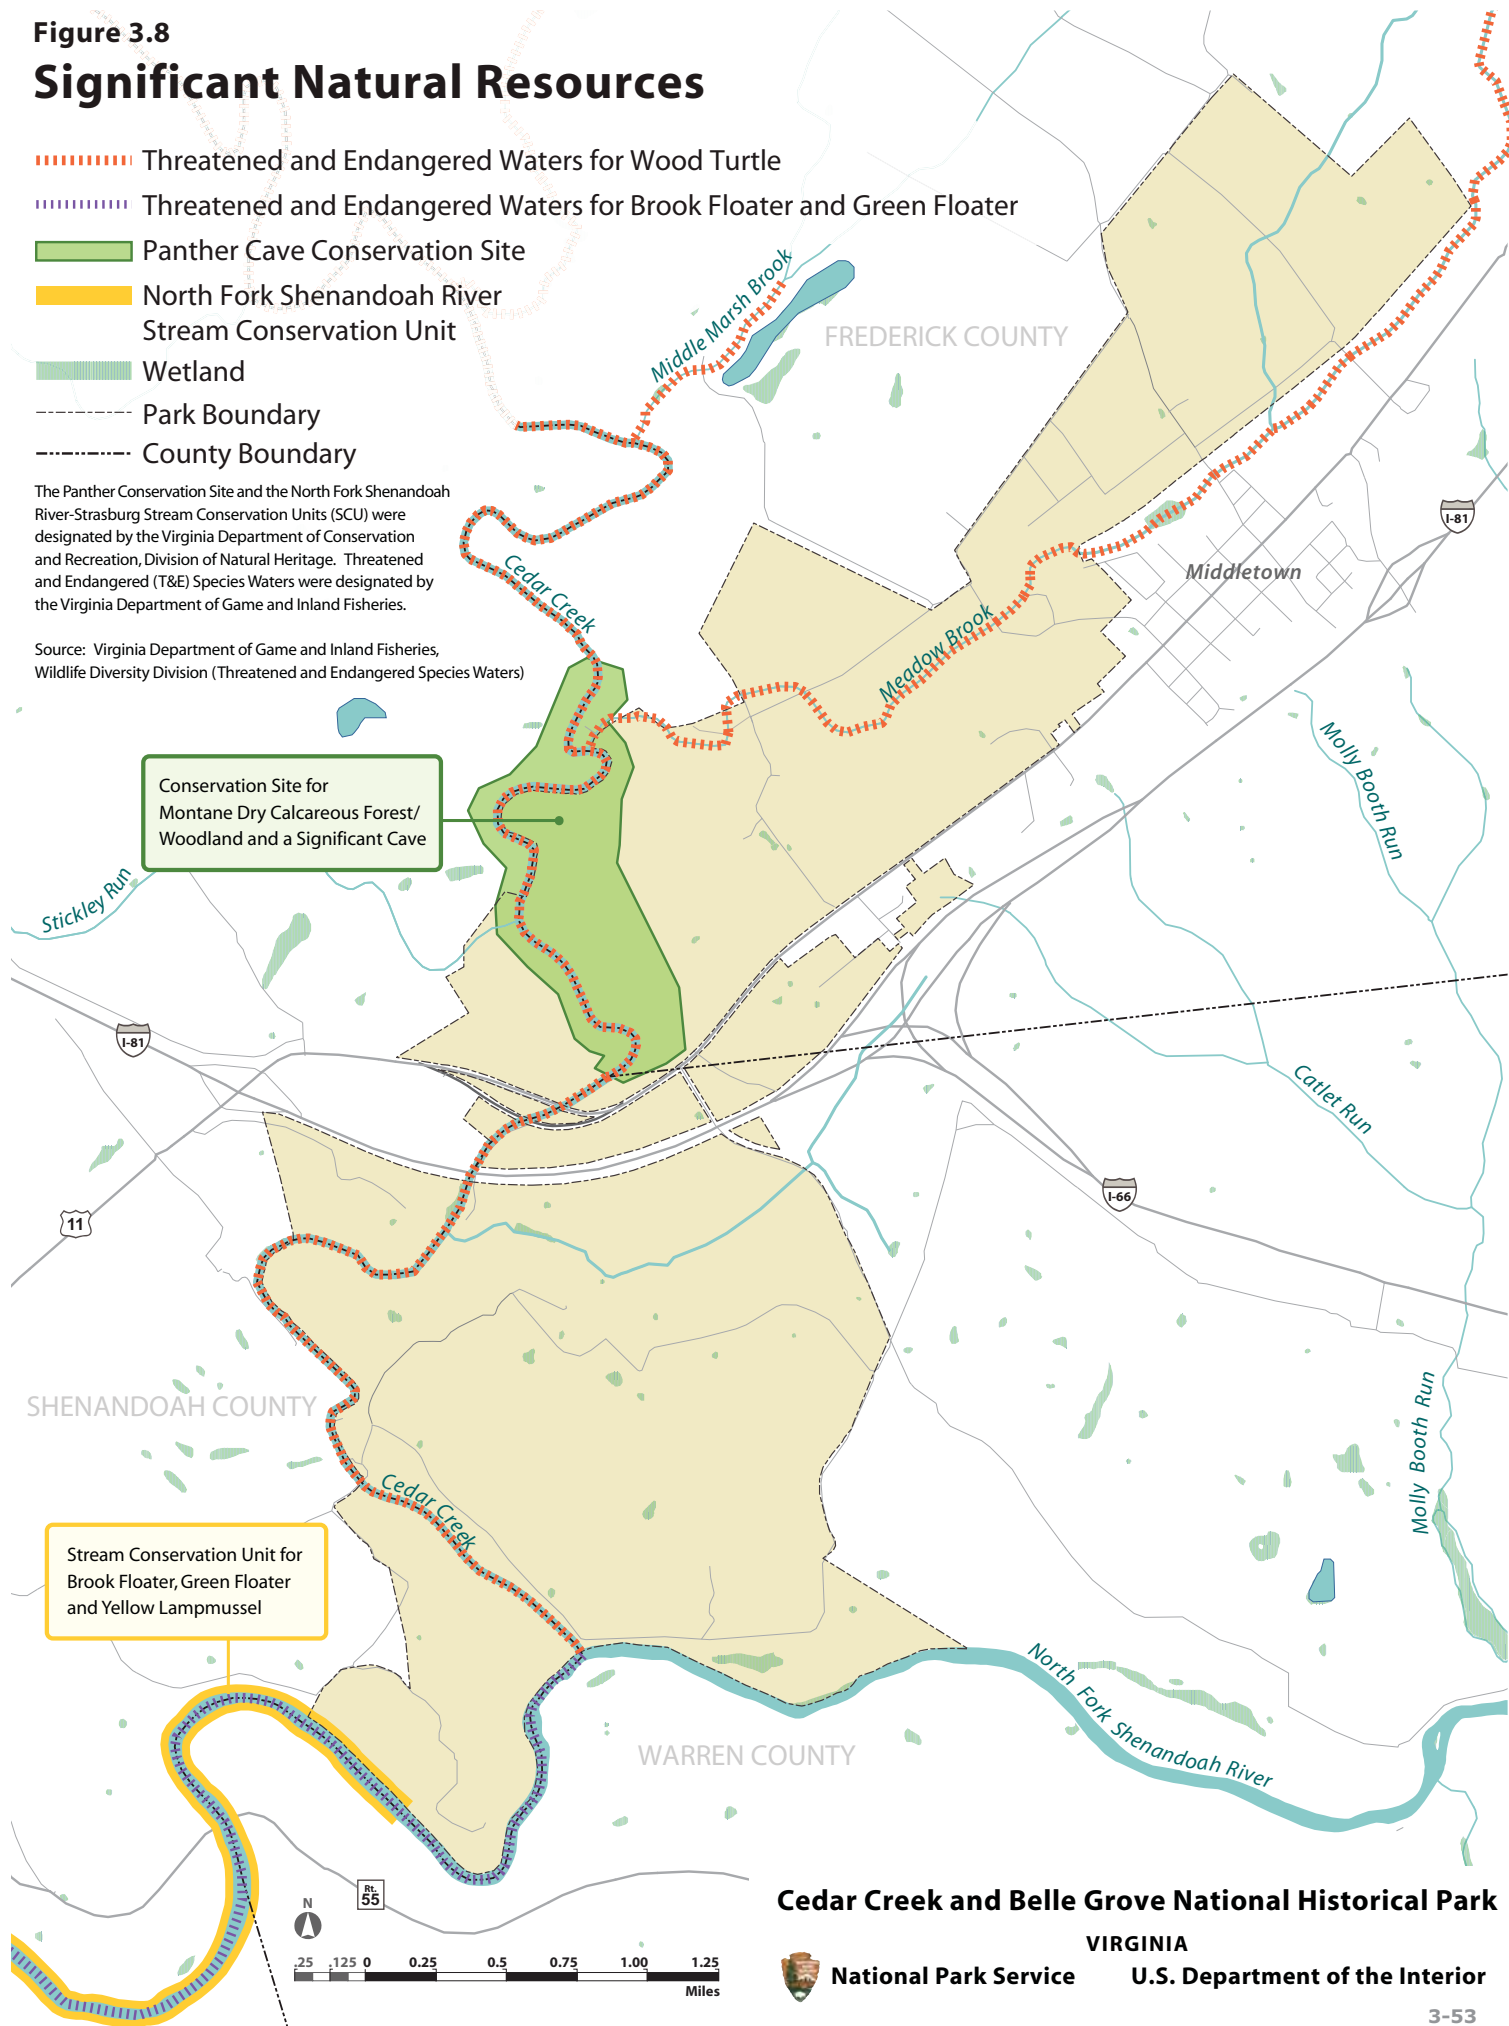 Figure 3.8
Significant Natural Resources
Threatened and Endangered Waters for Wood Turtle
Threatened and Endangered Waters for Brook Floater and Green Floater
Panther Cave Conservation Site
North Fork Shenandoah River
Stream Conservation Unit
Wetland
Park Boundary
County Boundary
The Panther Conservation Site and the North Fork Shenandoah
River-Strasburg Stream Conservation Units (SCU) were
designated by the Virginia Department of Conservation
and Recreation, Division of Natural Heritage.  Threatened
and Endangered (T&E) Species Waters were designated by
the Virginia Department of Game and Inland Fisheries.
Source:  Virginia Department of Game and Inland Fisheries,
Wildlife Diversity Division (Threatened and Endangered Species Waters)
Middle Marsh Brook
FREDERICK COUNTY
I-81
Middletown
Cedar Creek
Meadow Brook
Molly Booth Run
Conservation Site for
Montane Dry Calcareous Forest/
Woodland and a Significant Cave
Stickley Run
I-81
Catlet Run
I-66
11
SHENANDOAH COUNTY
Molly Booth Run
Cedar Creek
Stream Conservation Unit for
Brook Floater, Green Floater
and Yellow Lampmussel
North Fork Shenandoah River
WARREN COUNTY
Rt.
55
N
.25 .125 0 0.25 0.5 0.75 1.00 1.25
Miles
Cedar Creek and Belle Grove National Historical Park
VIRGINIA
National Park Service
U.S. Department of the Interior
3-53